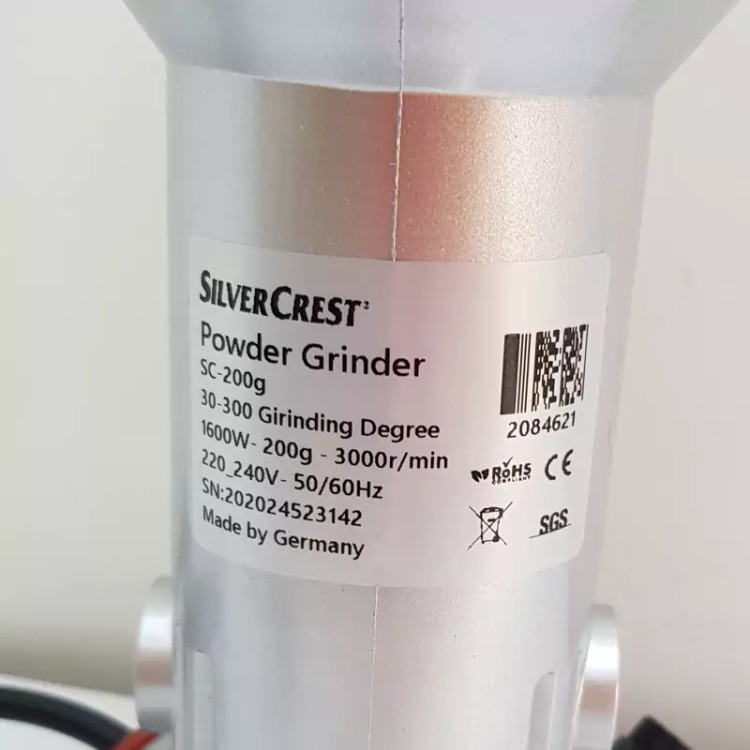 SILVERCREST
Powder Grinder
SC-200g
30-300 Girinding Degree
1600W- 200g - 3000r/min
220_240V- 50/60Hz
SN:202024523142
Made by Germany
2084621
RoHS
COMPLIANT
CE
SGS